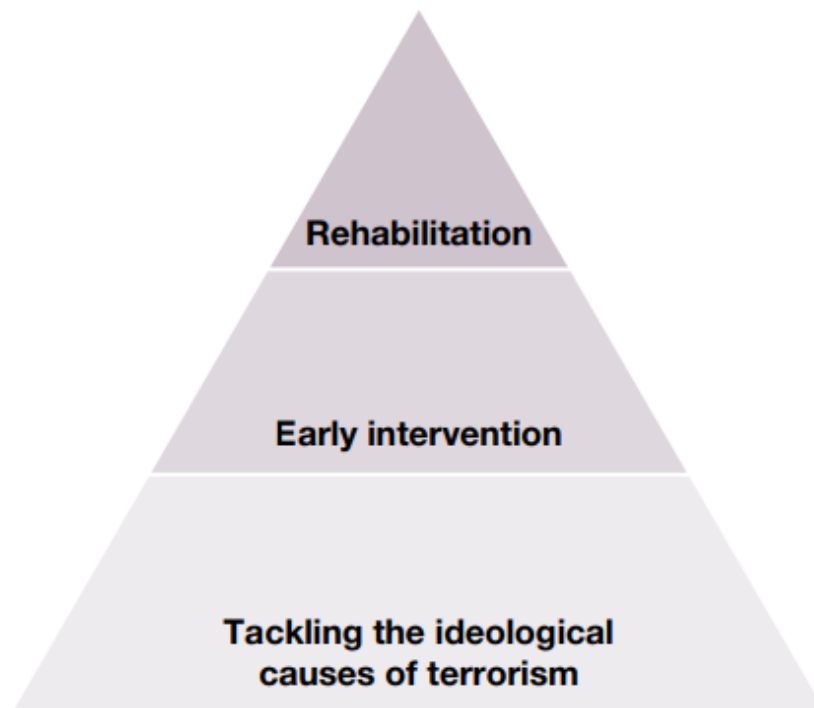 Rehabilitation
Early intervention
Tackling the ideological
causes of terrorism